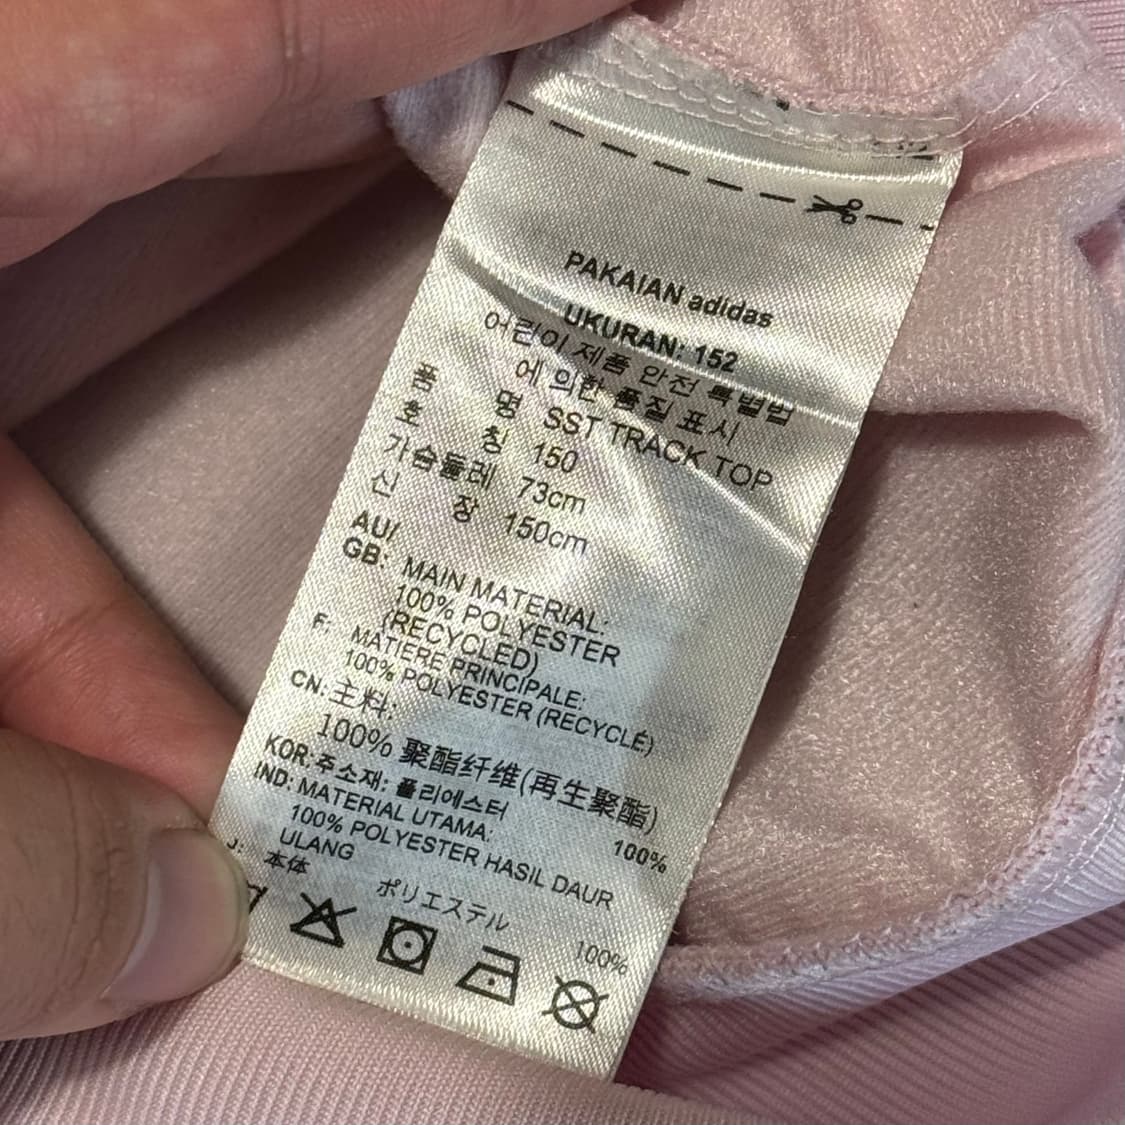 PAKAIAN adidas
UKURAN: 152
어린이 제품 안전 특별법
에 의한 품질 표시
품 명 SST TRACK TOP
호 칭 150
가슴둘레 73cm
신 장 150cm
AU/
GB: MAIN MATERIAL:
100% POLYESTER
(RECYCLED)
F: MATIERE PRINCIPALE:
100% POLYESTER (RECYCLÉ)
CN: 主料:
100% 聚酯纤维(再生聚酯)
KOR: 주소재: 폴리에스터
100%
IND: MATERIAL UTAMA:
100% POLYESTER HASIL DAUR
ULANG
J: 本体
ポリエステル
100%